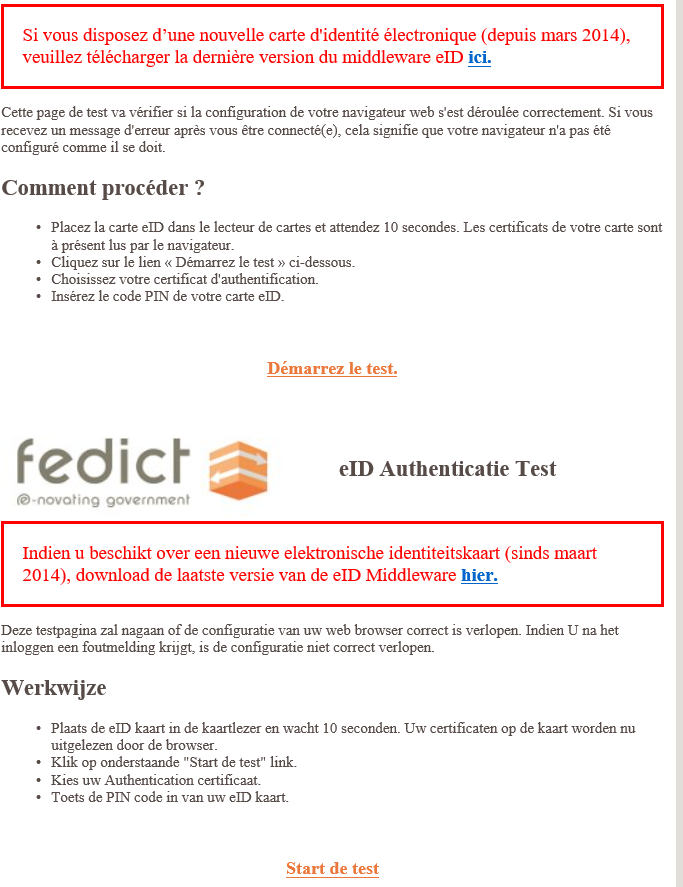 Si vous disposez d’une nouvelle carte d'identité électronique (depuis mars 2014),
veuillez télécharger la dernière version du middleware eID ici.
Cette page de test va vérifier si la configuration de votre navigateur web s'est déroulée correctement. Si vous
recevez un message d'erreur après vous être connecté(e), cela signifie que votre navigateur n'a pas été
configuré comme il se doit.
Comment procéder ?
• Placez la carte eID dans le lecteur de cartes et attendez 10 secondes. Les certificats de votre carte sont
à présent lus par le navigateur.
• Cliquez sur le lien « Démarrez le test » ci-dessous.
• Choisissez votre certificat d'authentification.
• Insérez le code PIN de votre carte eID.
Démarrez le test.
fedict
e-novating government
eID Authenticatie Test
Indien u beschikt over een nieuwe elektronische identiteitskaart (sinds maart
2014), download de laatste versie van de eID Middleware hier.
Deze testpagina zal nagaan of de configuratie van uw web browser correct is verlopen. Indien U na het
inloggen een foutmelding krijgt, is de configuratie niet correct verlopen.
Werkwijze
• Plaats de eID kaart in de kaartlezer en wacht 10 seconden. Uw certificaten op de kaart worden nu
uitgelezen door de browser.
• Klik op onderstaande "Start de test" link.
• Kies uw Authentication certificaat.
• Toets de PIN code in van uw eID kaart.
Start de test